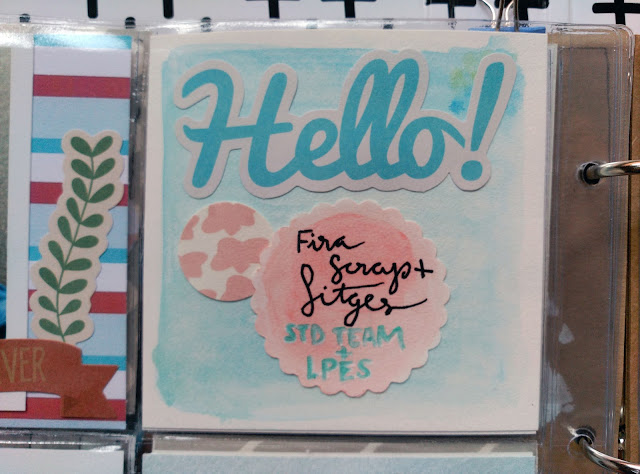 Hello!
Fira
Scrap+
Sitges
STD TEAM
+
LPES
VER